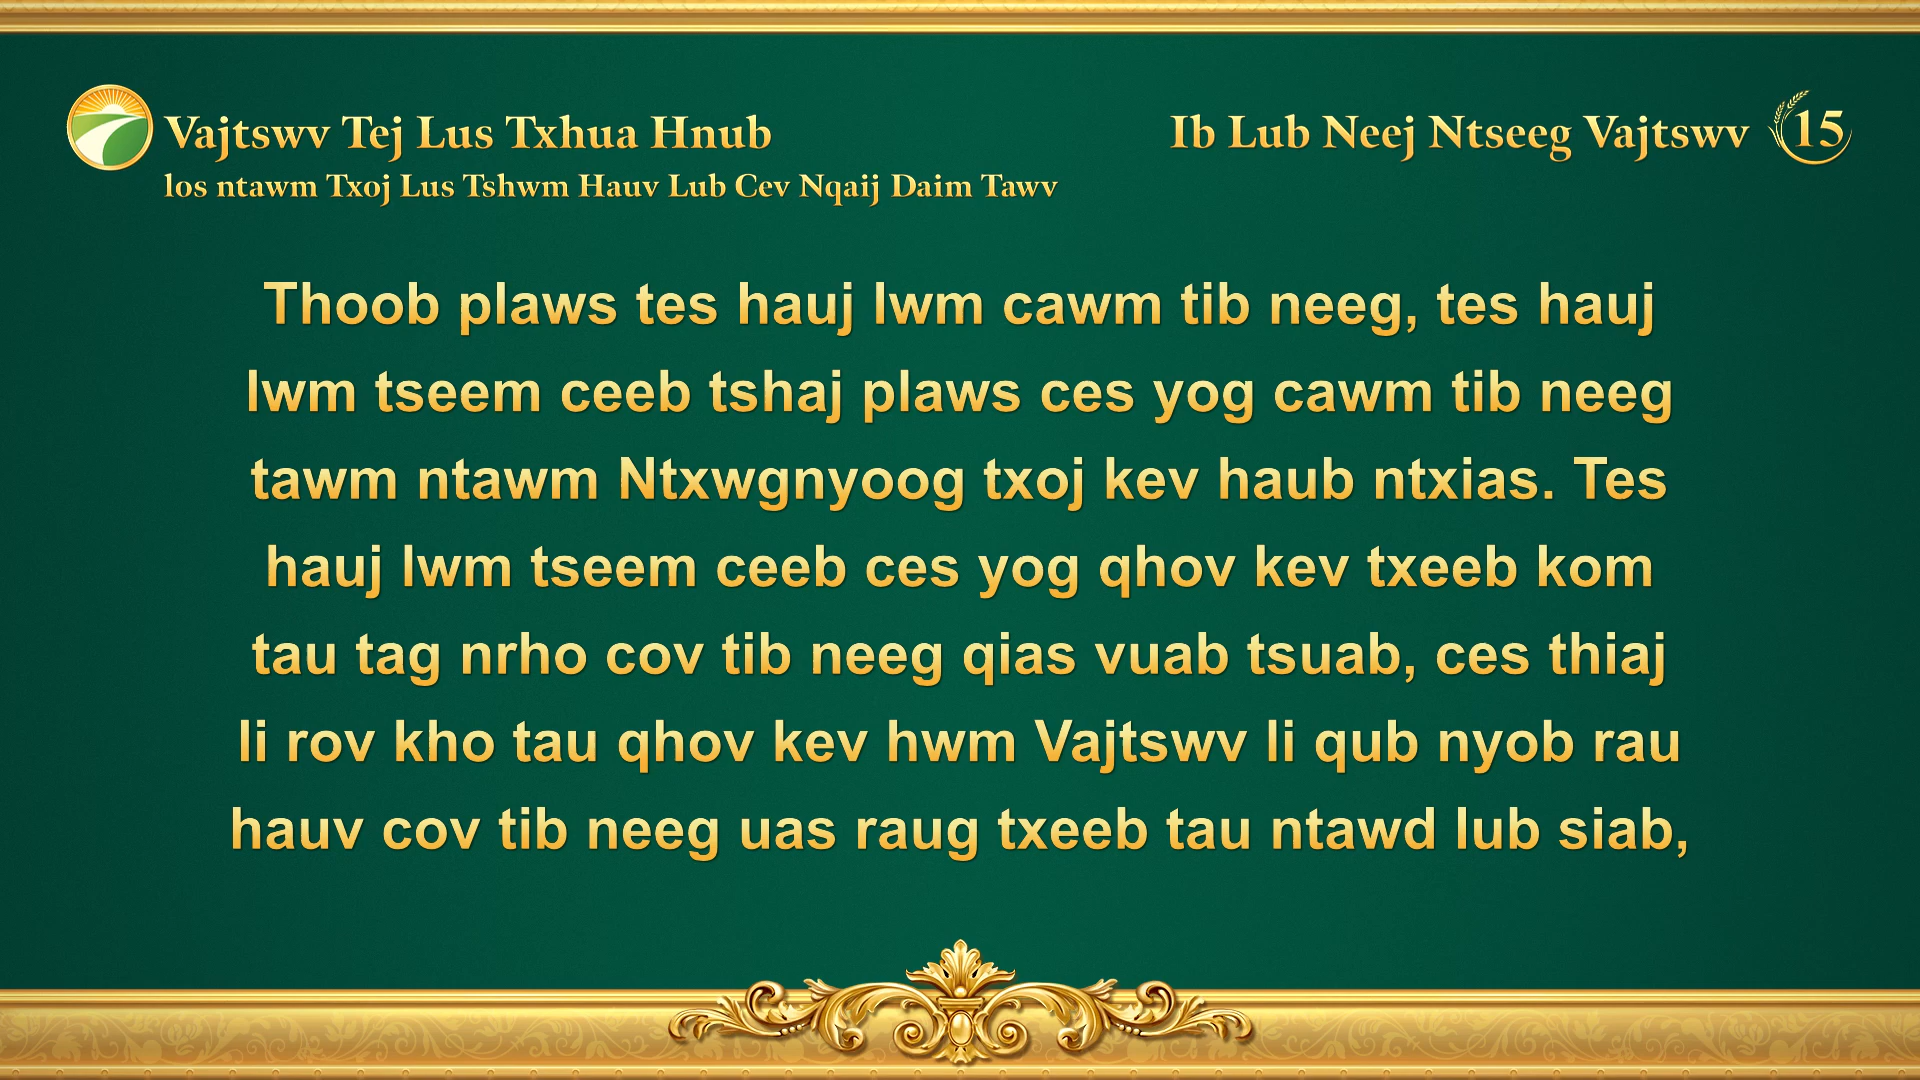 Vajtswv Tej Lus Txhua Hnub
los ntawm Txoj Lus Tshwm Hauv Lub Cev Nqaij Daim Tawv
Ib Lub Neej Ntseeg Vajtswv 15
Thoob plaws tes hauj lwm cawm tib neeg, tes hauj
lwm tseem ceeb tshaj plaws ces yog cawm tib neeg
tawm ntawm Ntxwgnyoog txoj kev haub ntxias. Tes
hauj lwm tseem ceeb ces yog qhov kev txeeb kom
tau tag nrho cov tib neeg qias vuab tsuab, ces thiaj
li rov kho tau qhov kev hwm Vajtswv li qub nyob rau
hauv cov tib neeg uas raug txeeb tau ntawd lub siab,